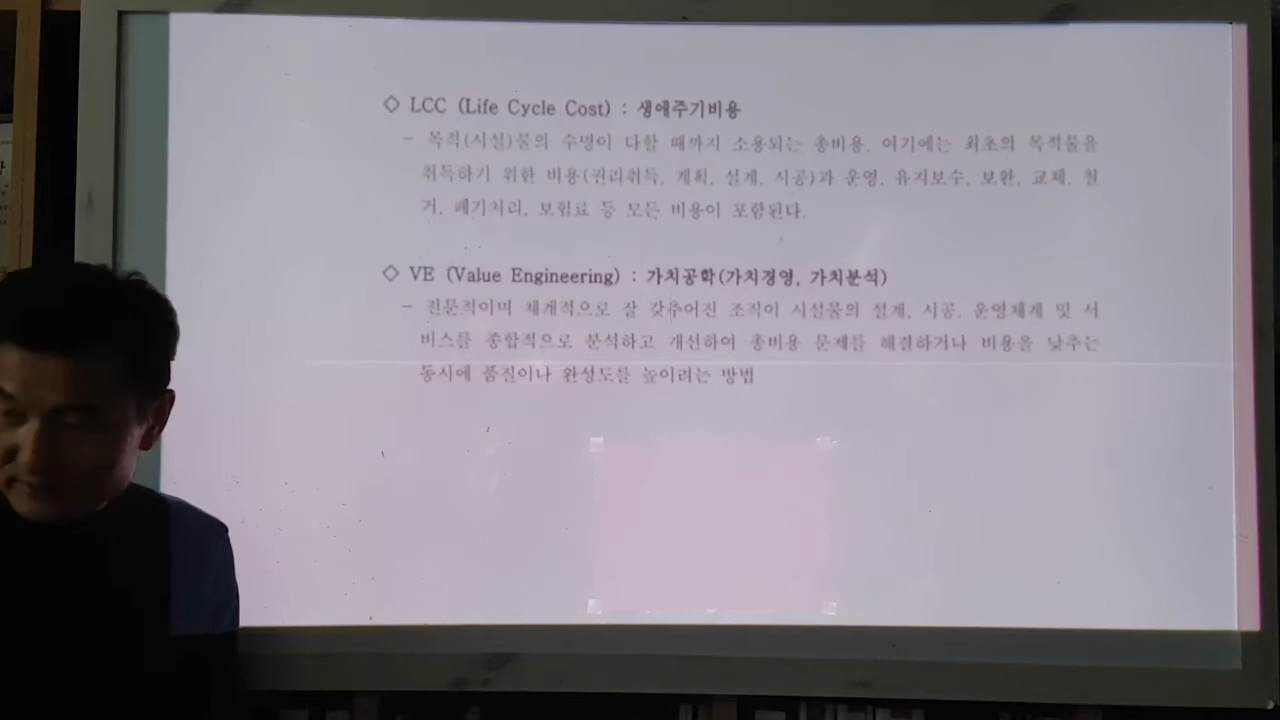 ◇ LCC (Life Cycle Cost) : 생애주기비용
- 목적(시설)물의 수명이 다할 때까지 소용되는 총비용. 여기에는 최초의 목적물을
취득하기 위한 비용(권리취득, 계획, 설계, 시공)과 운영, 유지보수, 보완, 교체, 철
거, 폐기처리, 보험료 등 모든 비용이 포함된다.
◇ VE (Value Engineering) : 가치공학(가치경영, 가치분석)
- 전문적이며 체계적으로 잘 갖추어진 조직이 시설물의 설계, 시공, 운영체계 및 서
비스를 종합적으로 분석하고 개선하여 총비용 문제를 해결하거나 비용을 낮추는
동시에 품질이나 완성도를 높이려는 방법